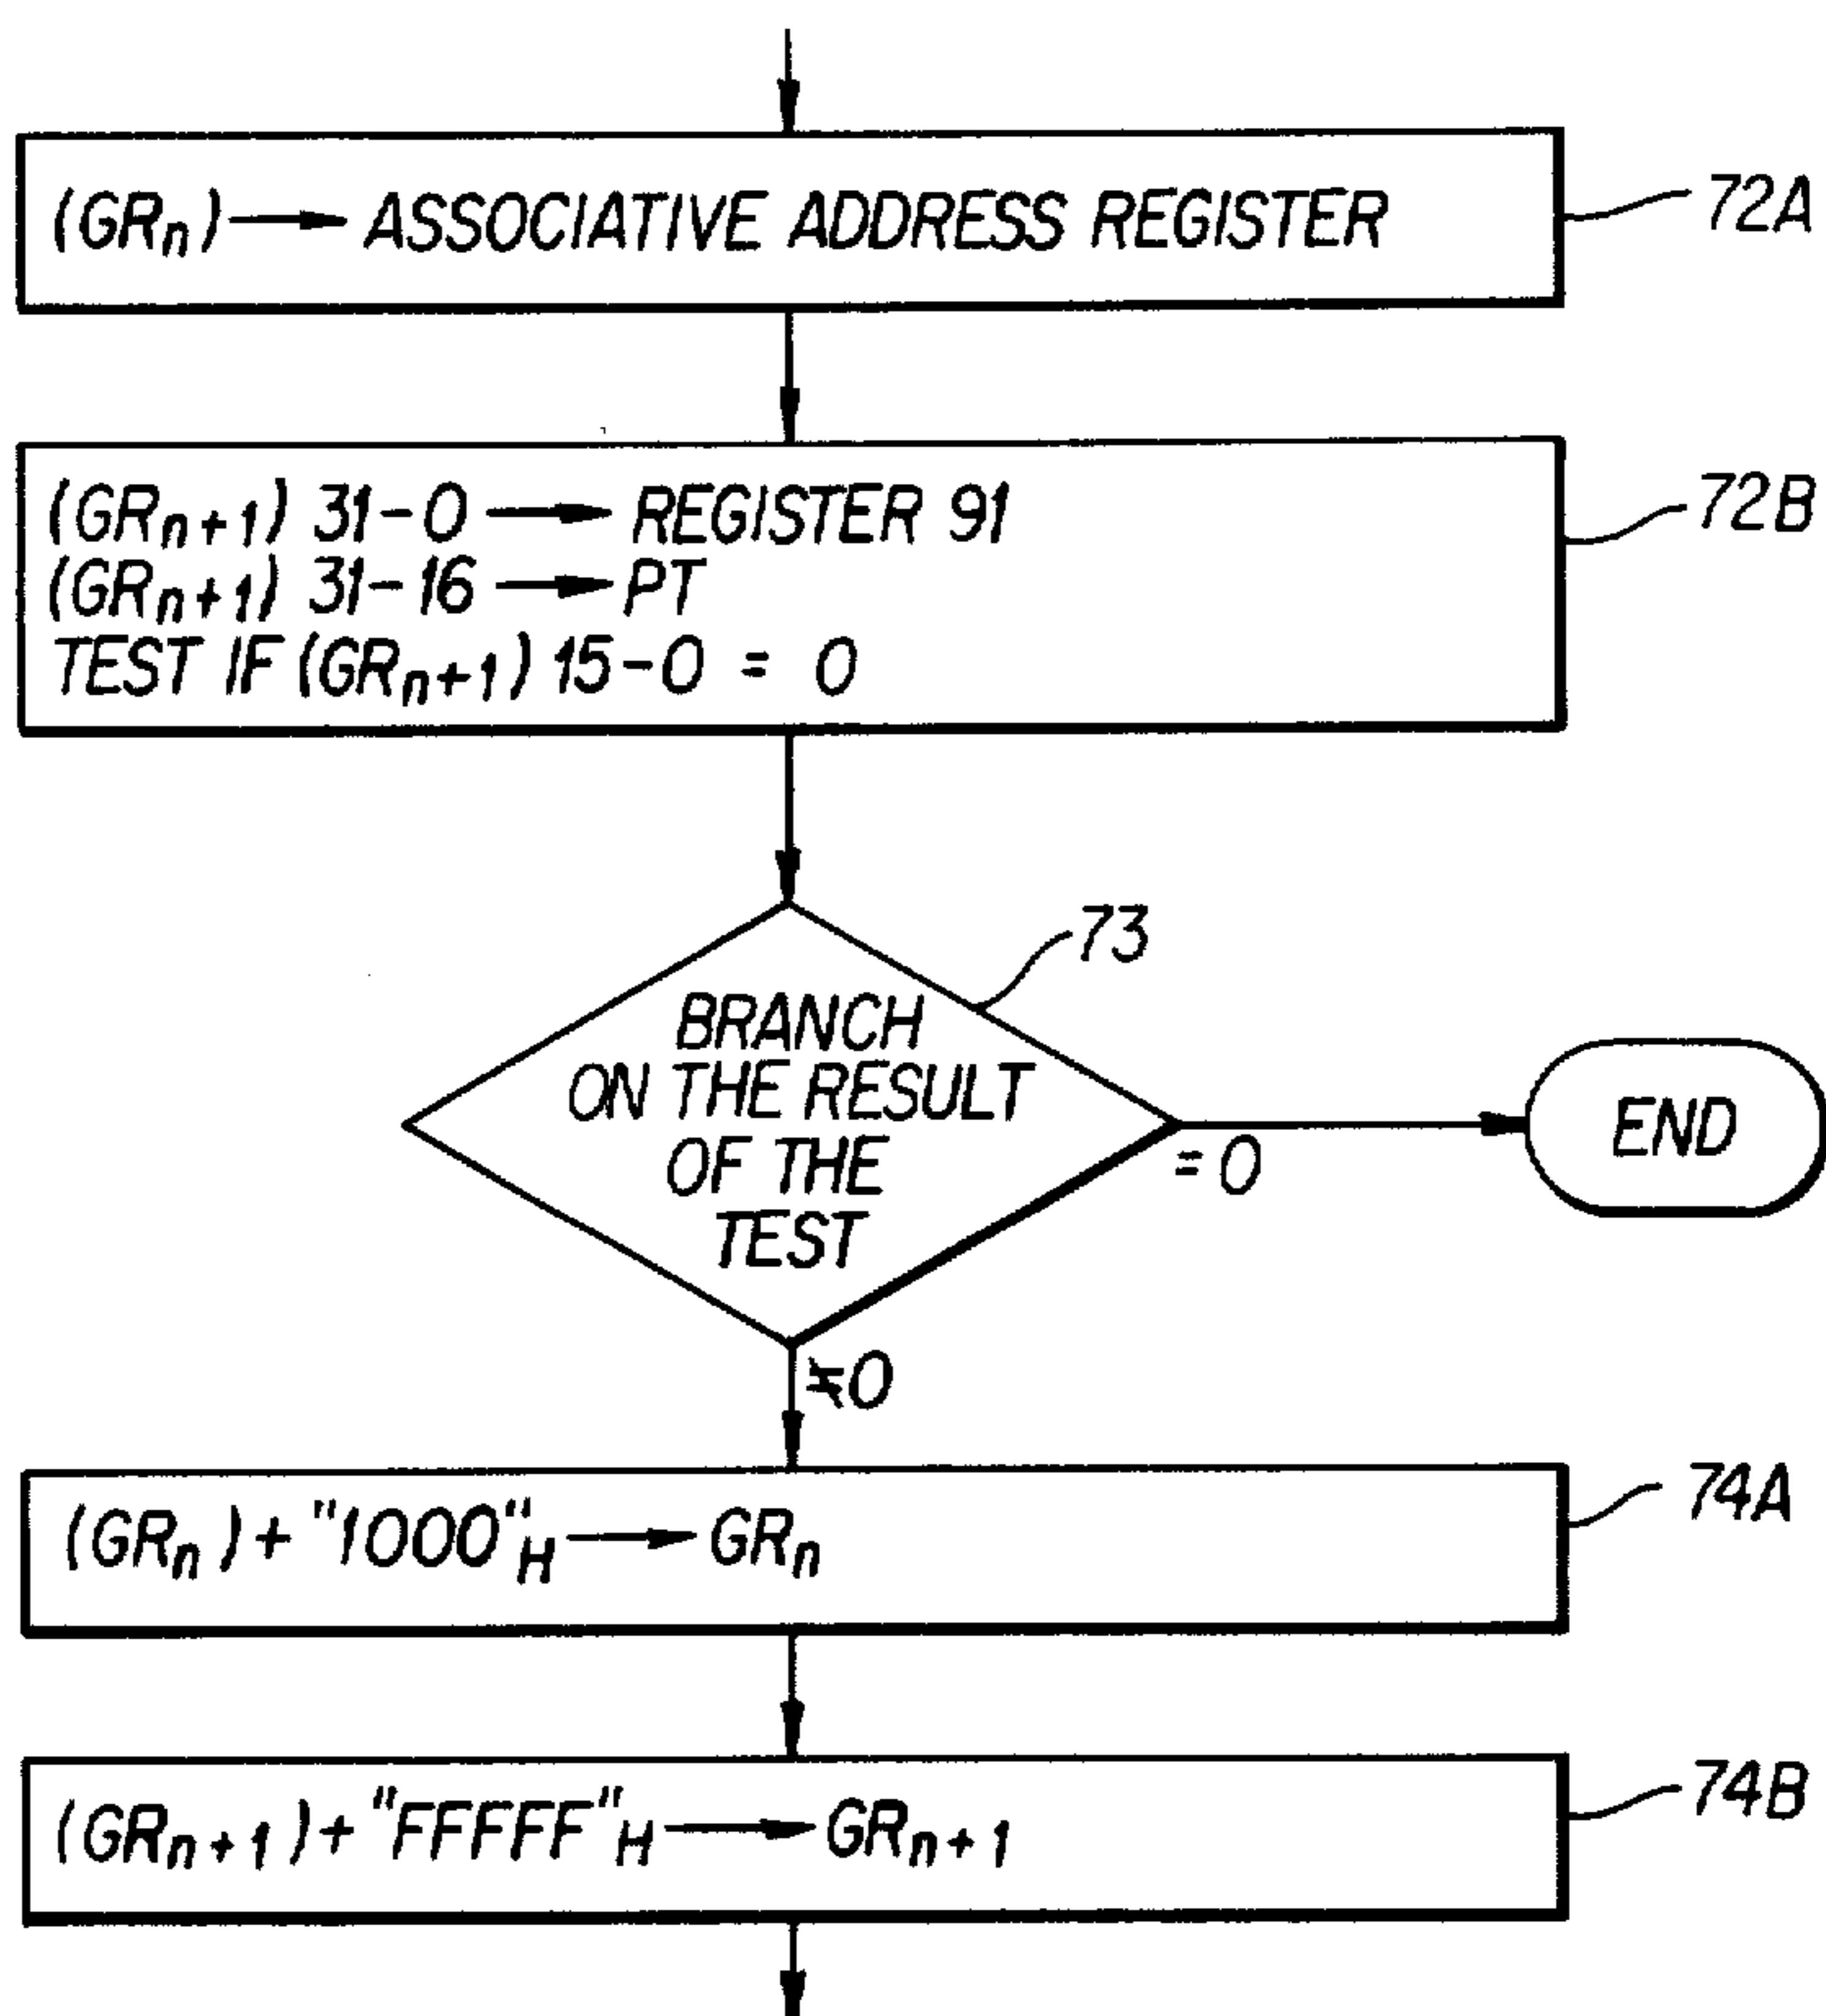 (GRn) → ASSOCIATIVE ADDRESS REGISTER
72A
(GRn+1) 31-0 → REGISTER 91
(GRn+1) 31-16 → PT
TEST IF (GRn+1) 15-0 = 0
72B
73
BRANCH
ON THE RESULT
OF THE
TEST
=0
END
≠0
(GRn)+ "1000"H → GRn
74A
(GRn+1)+ "FFFFF"H → GRn+1
74B